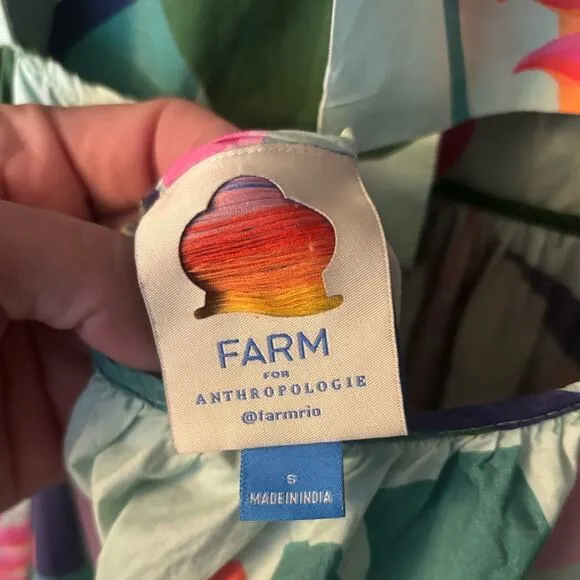 FARM
FOR
ANTHROPOLOGIE
@farmrio
S
MADE IN INDIA